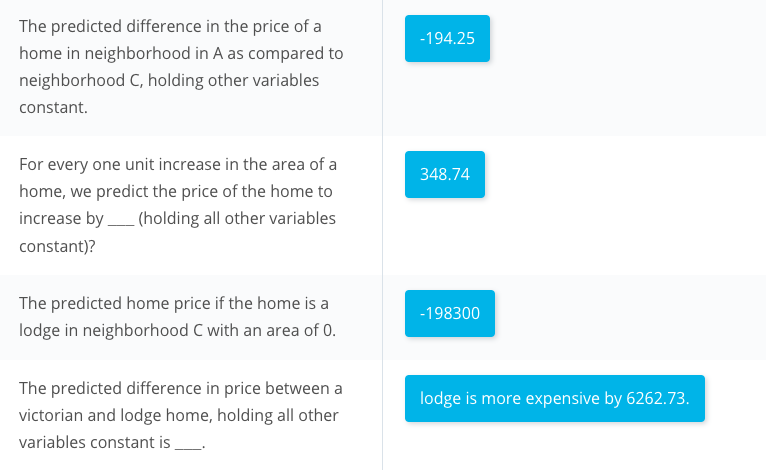 The predicted difference in the price of a
home in neighborhood in A as compared to
neighborhood C, holding other variables
constant.
-194.25
For every one unit increase in the area of a
home, we predict the price of the home to
increase by ___ (holding all other variables
constant)?
348.74
The predicted home price if the home is a
lodge in neighborhood C with an area of 0.
-198300
The predicted difference in price between a
victorian and lodge home, holding all other
variables constant is ___.
lodge is more expensive by 6262.73.